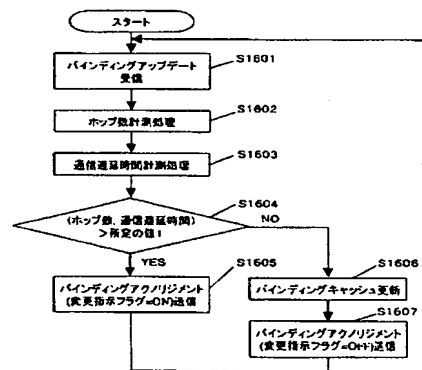 スタート
バインディングアップデート
受信
S1601
ホップ数計測処理
S1602
通信遅延時間計測処理
S1603
(ホップ数、通信遅延時間)
>所定の値1
S1604
NO
YES
バインディングアクノリジメント
(変更指示フラグ=ON)送信
S1605
バインディングキャッシュ更新
S1606
バインディングアクノリジメント
(変更指示フラグ=OFF)送信
S1607